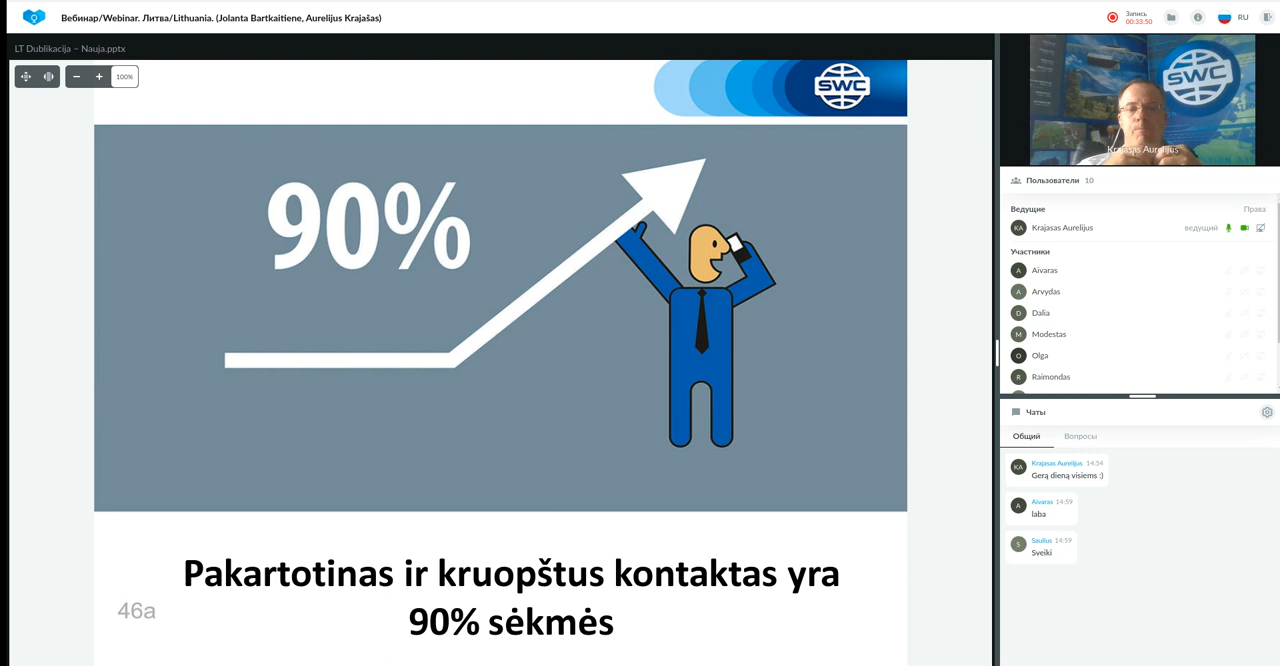 Вебинар/Webinar. Литва/Lithuania. (Jolanta Bartkaitiene, Aurelijus Krajašas)
Запись
00:33:50
RU
LT Dublikacija – Nauja.pptx
100%
SWC
90%
Pakartotinas ir kruopštus kontaktas yra
90% sėkmės
46a
SWC
Krajasas Aurelijus
Пользователи 10
Ведущие Права
KA Krajasas Aurelijus ведущий
Участники
A Aivaras
A Arvydas
D Dalia
M Modestas
O Olga
R Raimondas
Чаты
Общий Вопросы
KA Krajasas Aurelijus 14:54
Gerą dieną visiems :)
A Aivaras 14:59
laba
S Saulius 14:59
Sveiki